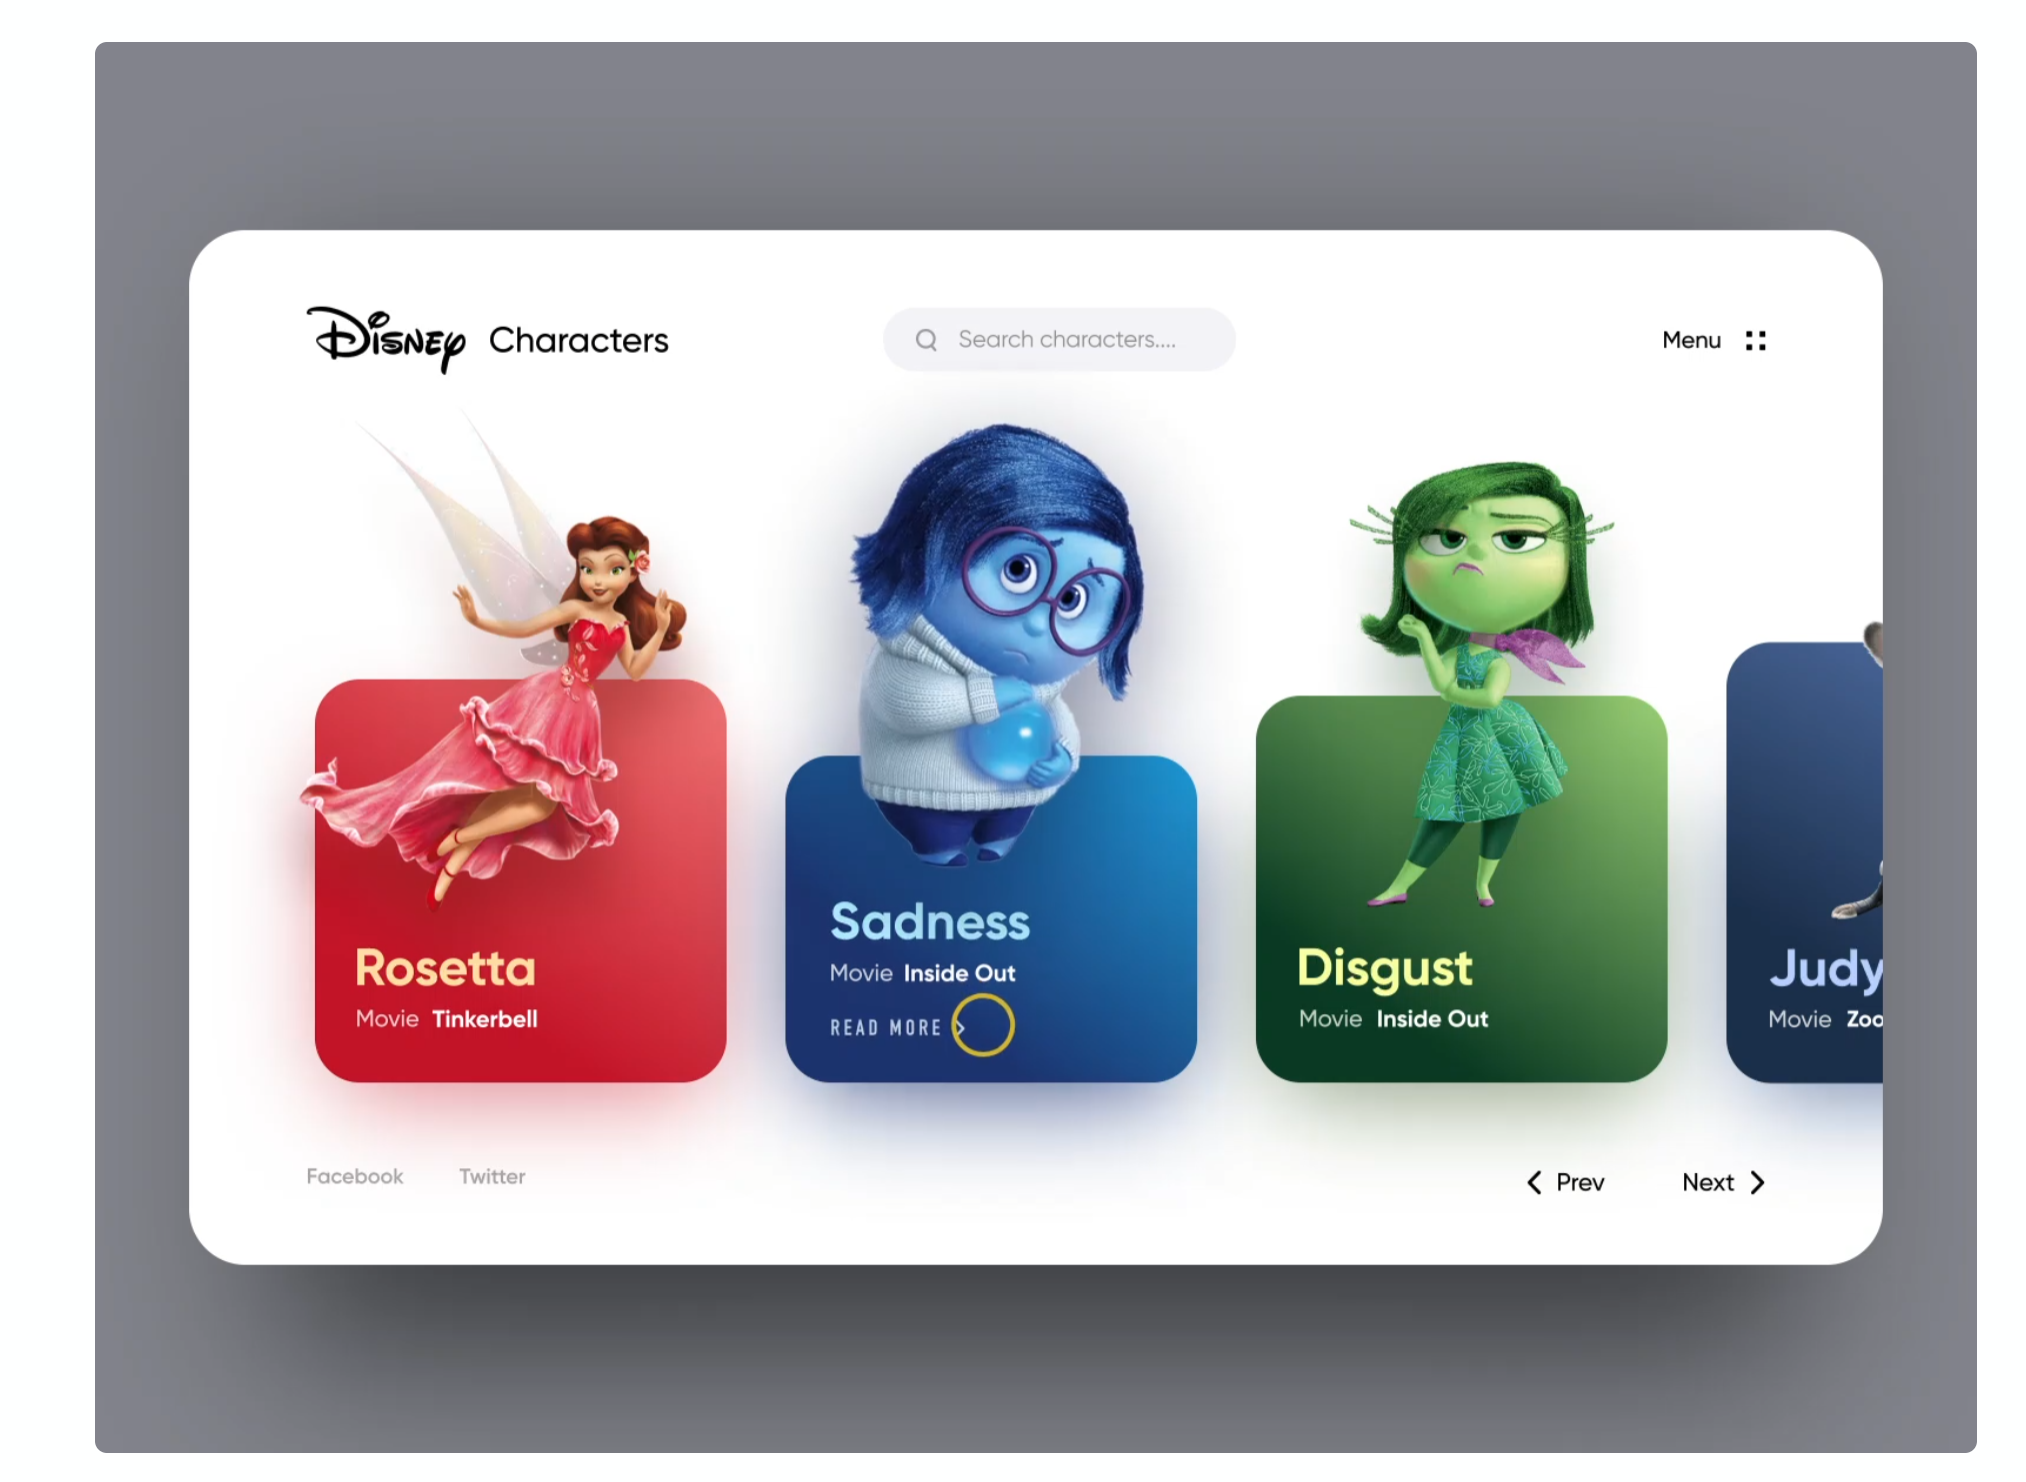 Disney Characters
Search characters....
Menu
Rosetta
Movie Tinkerbell
Sadness
Movie Inside Out
READ MORE
Disgust
Movie Inside Out
Judy
Movie Zoo
Facebook
Twitter
Prev
Next